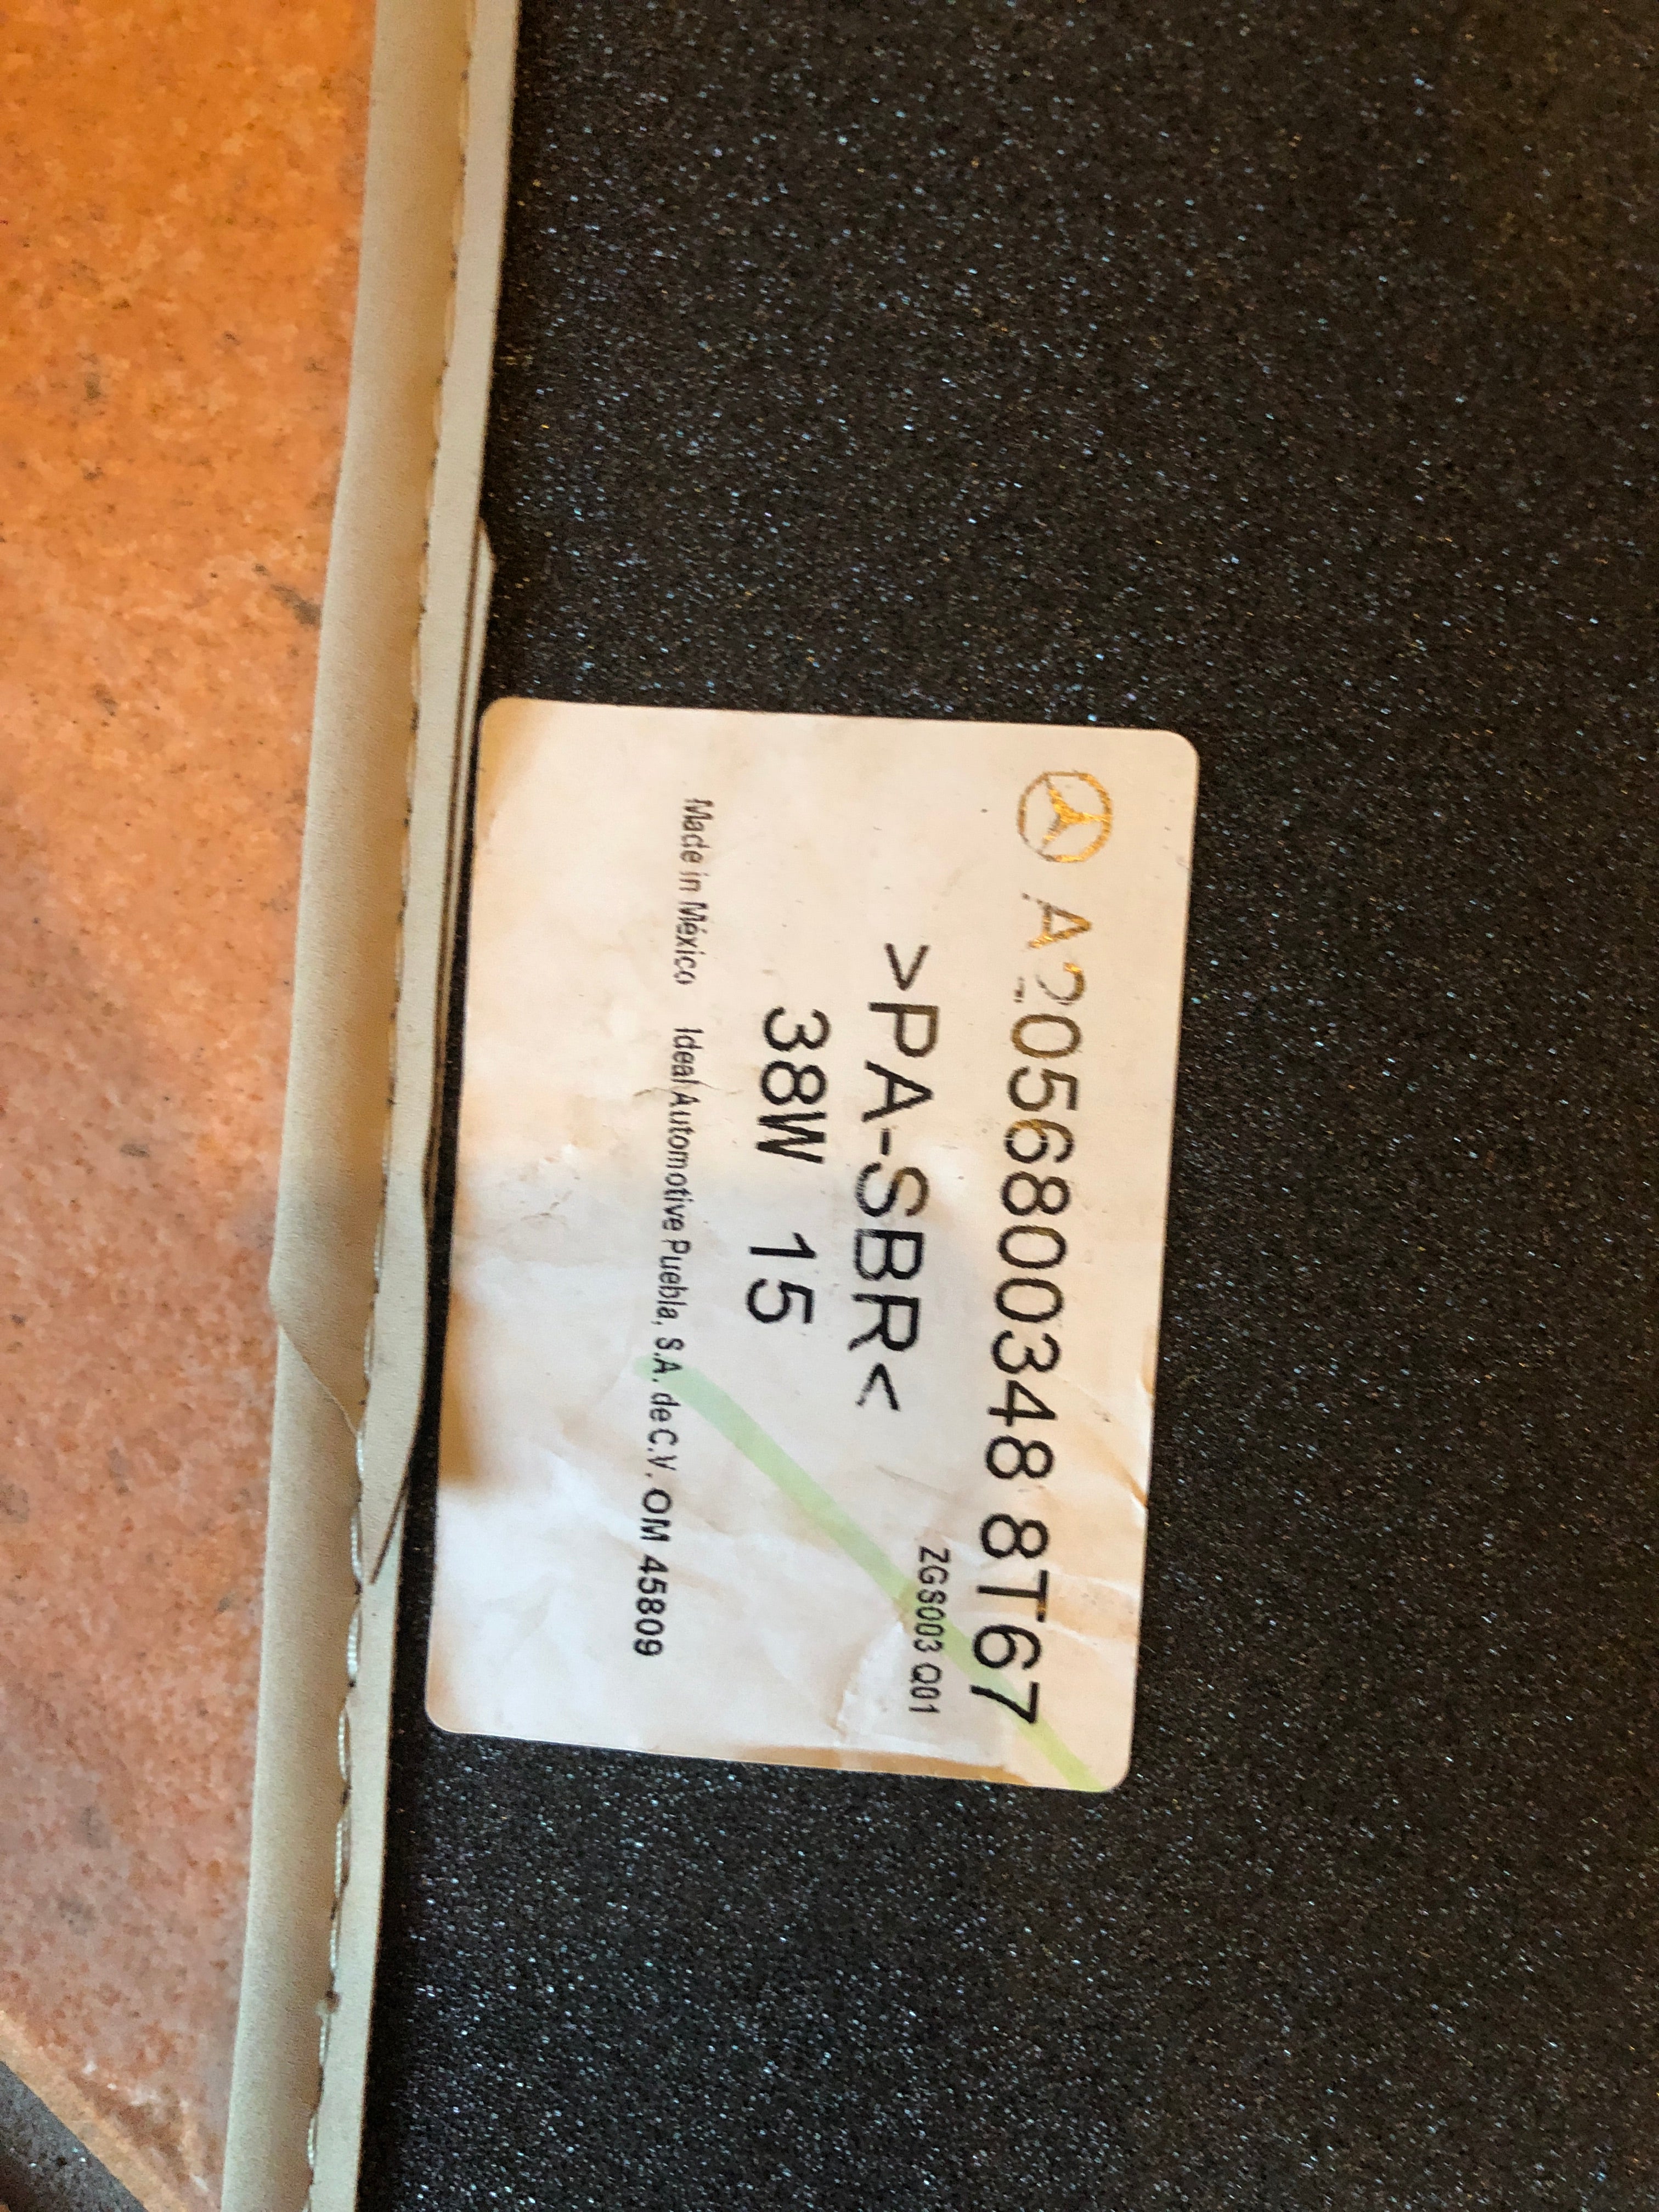 A2056800348 8T67
ZGS003 Q01
>PA-SBR<
38W 15
Made in México Ideal Automotive Puebla, S.A. de C.V. OM 45809